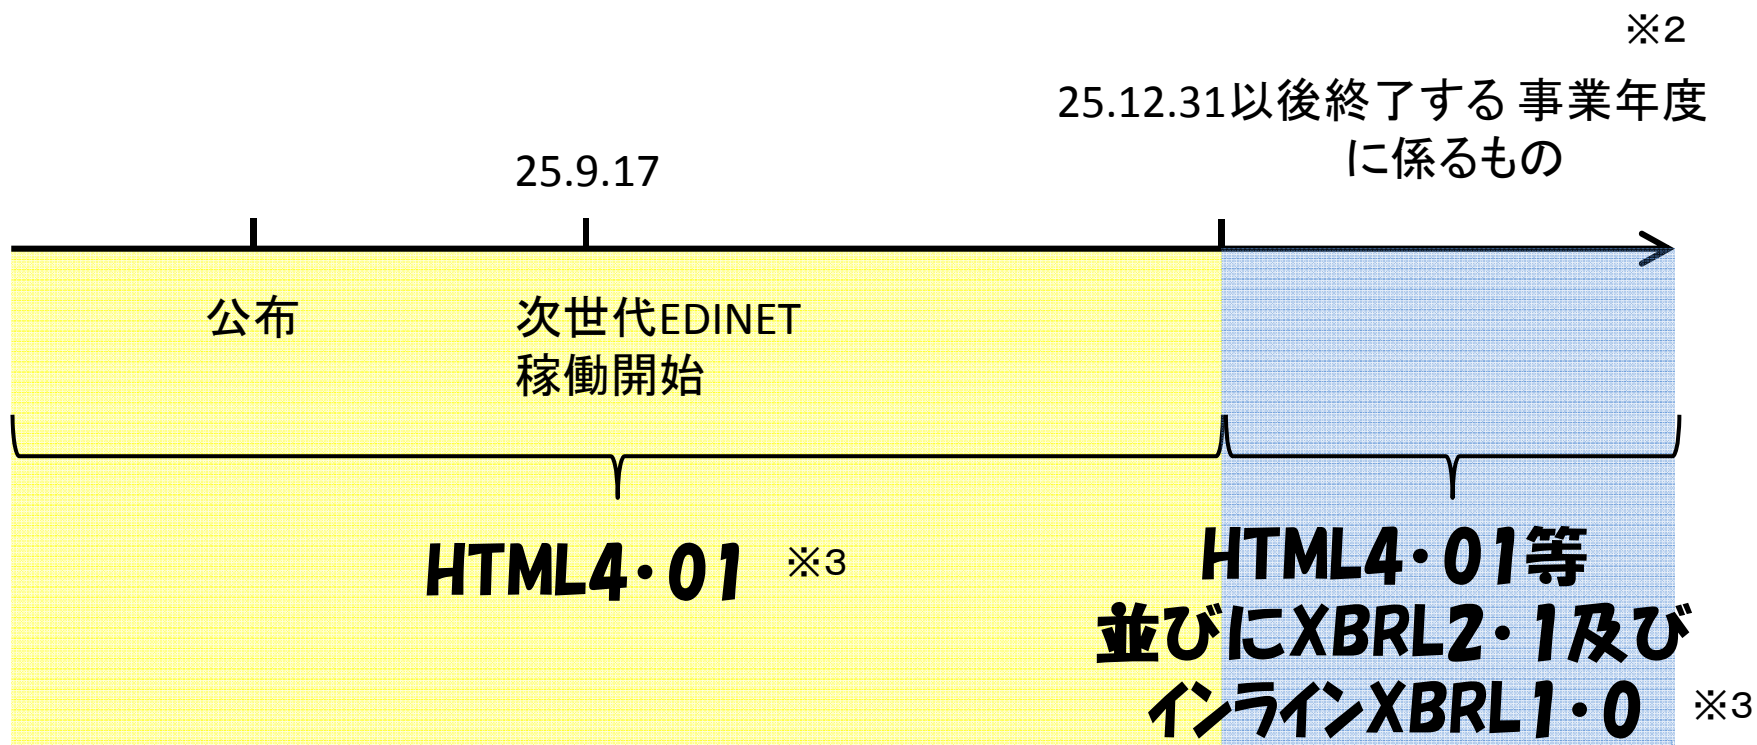 ※2
25.12.31以後終了する 事業年度
に係るもの
25.9.17
公布
次世代EDINET
稼働開始
HTML4・01 ※3
HTML4・01等
並びにXBRL2・1及び
インラインXBRL1・0 ※3